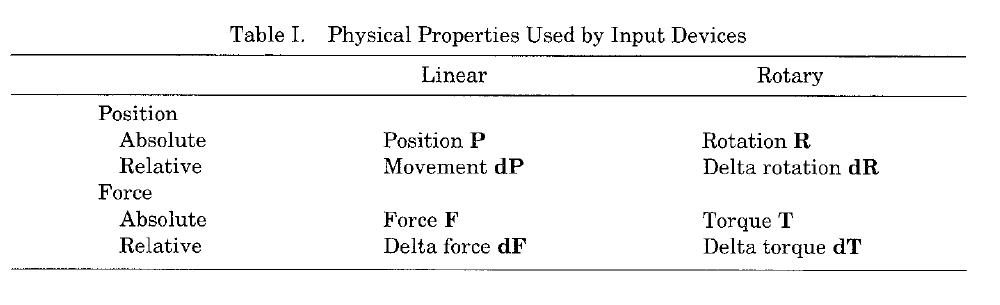 Table I. Physical Properties Used by Input Devices
Linear Rotary
Position
Absolute Position P Rotation R
Relative Movement dP Delta rotation dR
Force
Absolute Force F Torque T
Relative Delta force dF Delta torque dT